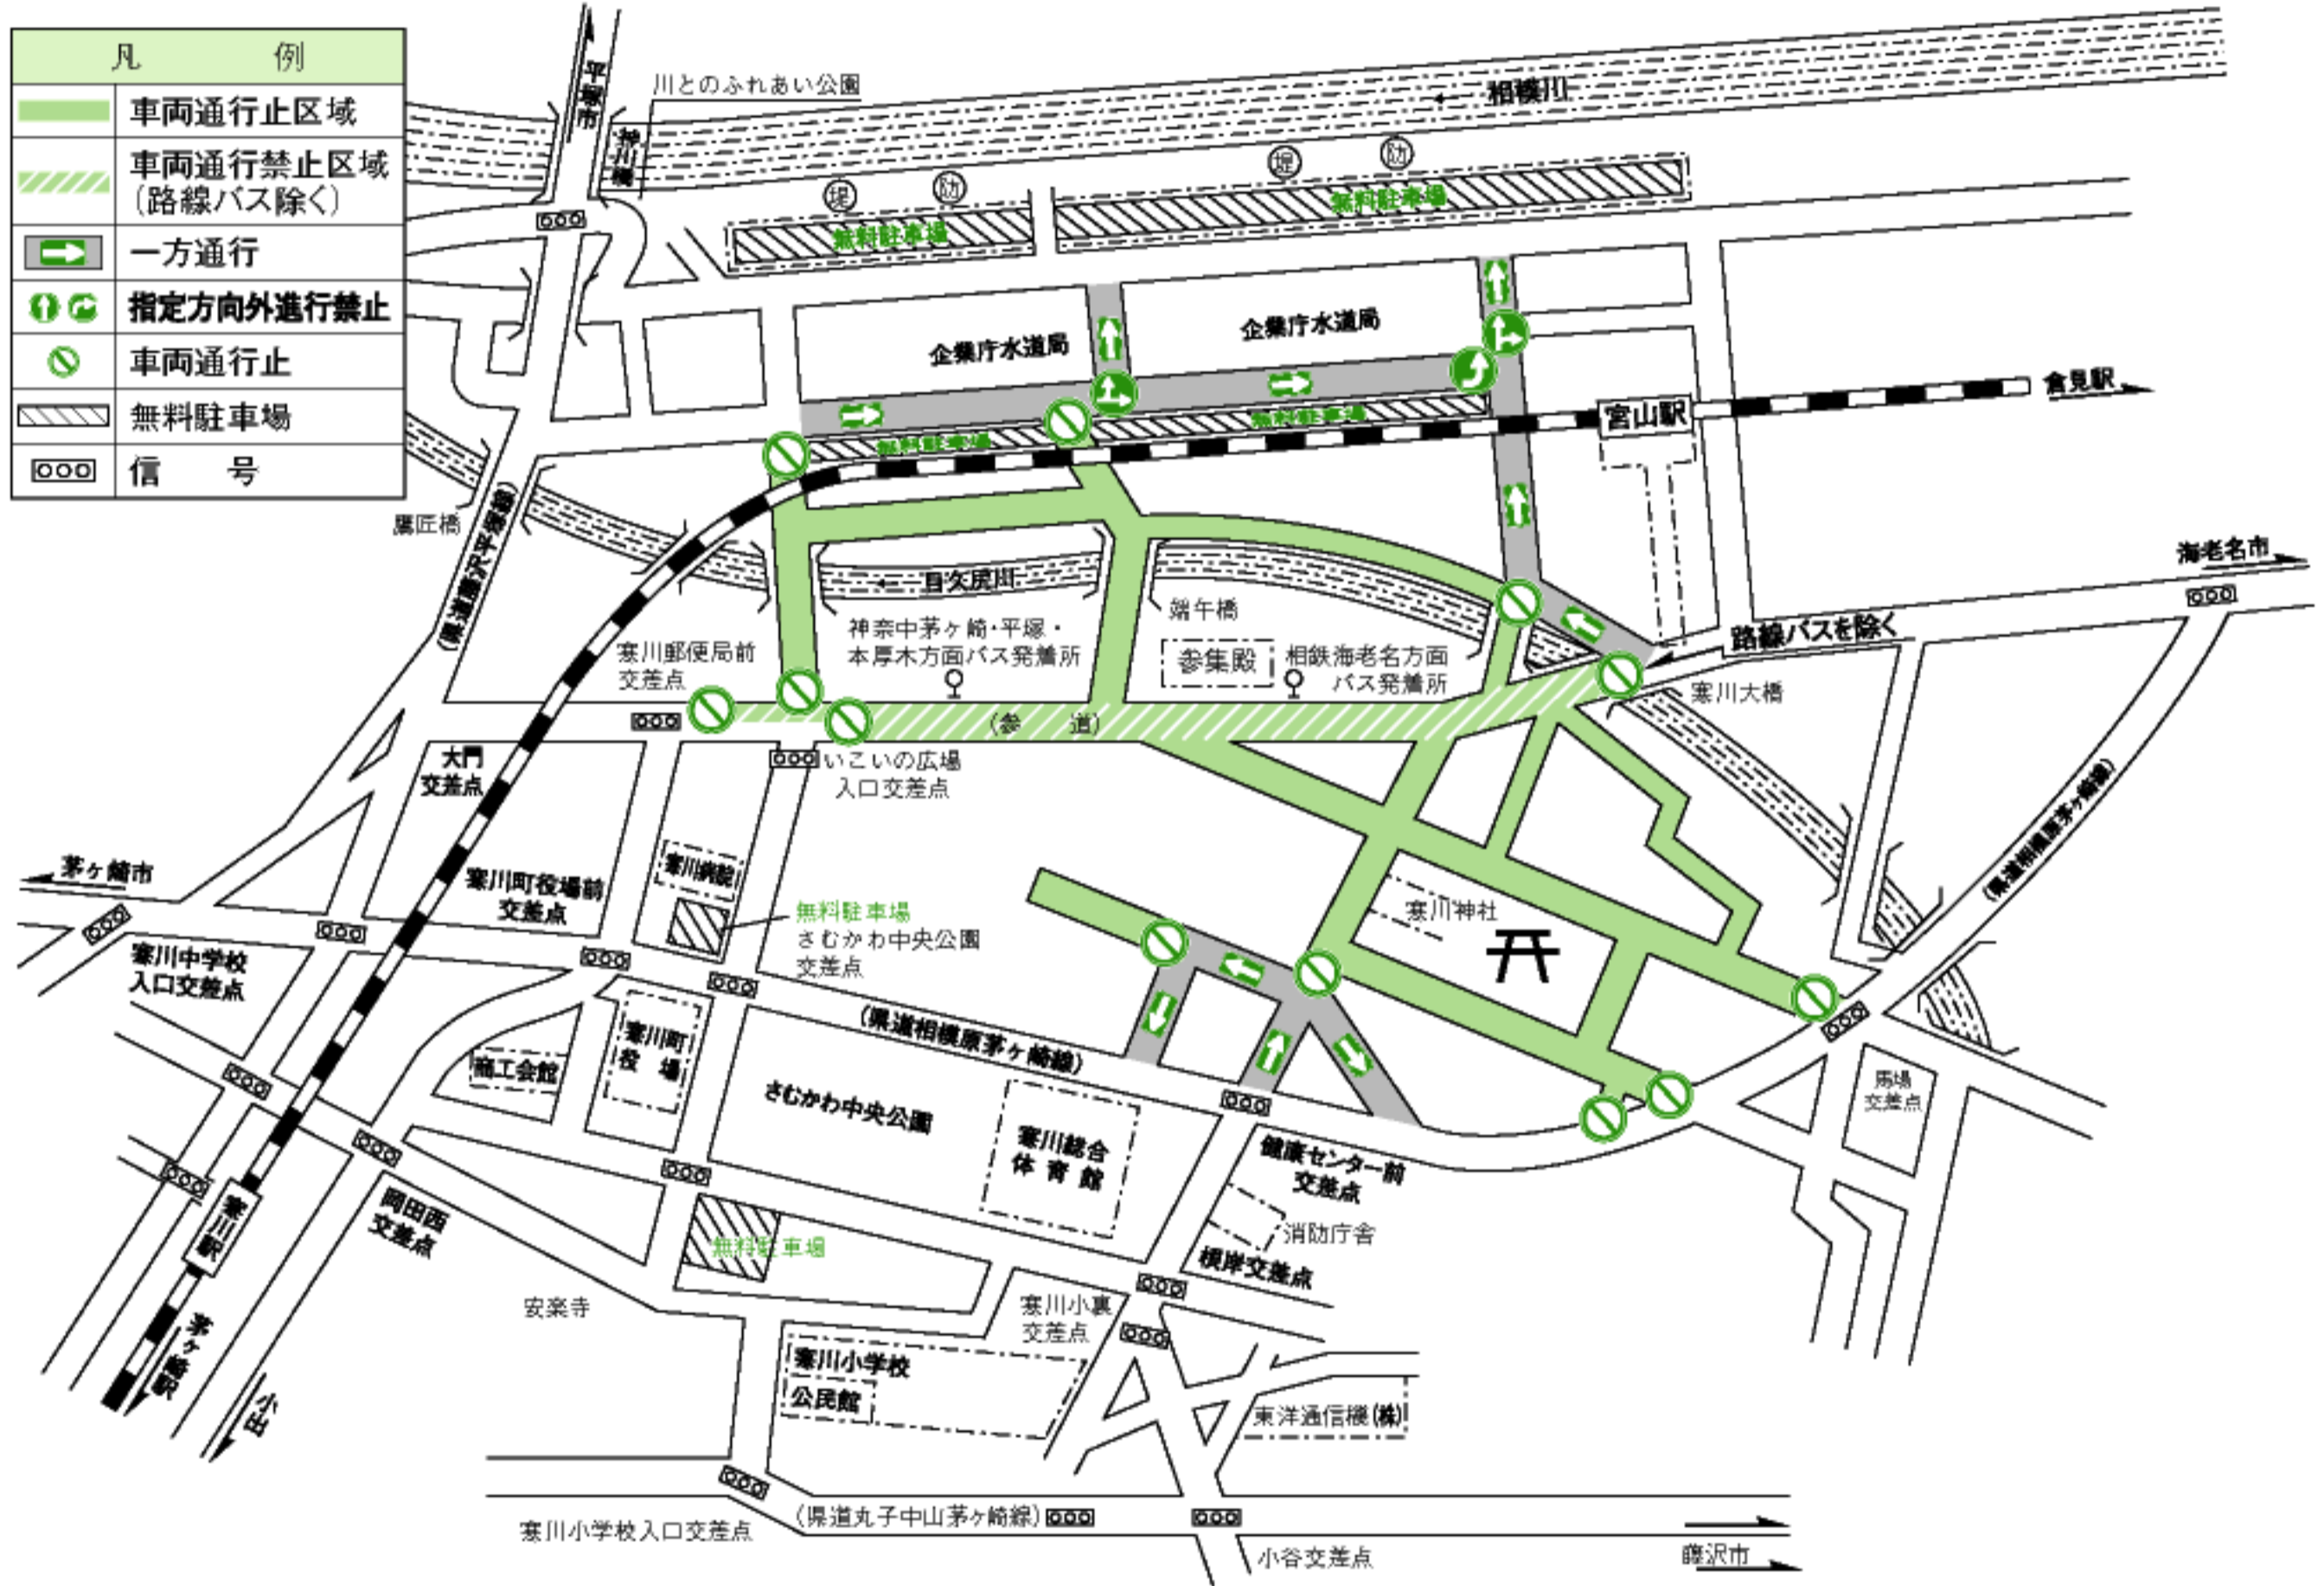 凡 例
車両通行止区域
車両通行禁止区域
(路線バス除く)
一方通行
指定方向外進行禁止
車両通行止
無料駐車場
信 号
平塚市
神川橋
川とのふれあい公園
相模川
堤
防
堤
防
無料駐車場
無料駐車場
企業庁水道局
企業庁水道局
無料駐車場
無料駐車場
宮山駅
倉見駅
鷹匠橋
(県道藤沢平塚線)
目久尻川
端午橋
海老名市
路線バスを除く
寒川大橋
寒川郵便局前
交差点
神奈中茅ヶ崎・平塚・
本厚木方面バス発着所
参集殿
相鉄海老名方面
バス発着所
(参 道)
大門
交差点
いこいの広場
入口交差点
(県道相模原茅ヶ崎線)
茅ヶ崎市
寒川町役場前
交差点
寒川病院
無料駐車場
さむかわ中央公園
交差点
寒川神社
寒川中学校
入口交差点
(県道相模原茅ヶ崎線)
商工会館
寒川町
役 場
さむかわ中央公園
寒川総合
体育館
馬場
交差点
健康センター前
交差点
消防庁舎
根岸交差点
岡田西
交差点
寒川駅
無料駐車場
安楽寺
寒川小裏
交差点
茅ヶ崎駅
小出
寒川小学校
公民館
東洋通信機(株)
(県道丸子中山茅ヶ崎線)
寒川小学校入口交差点
小谷交差点
藤沢市